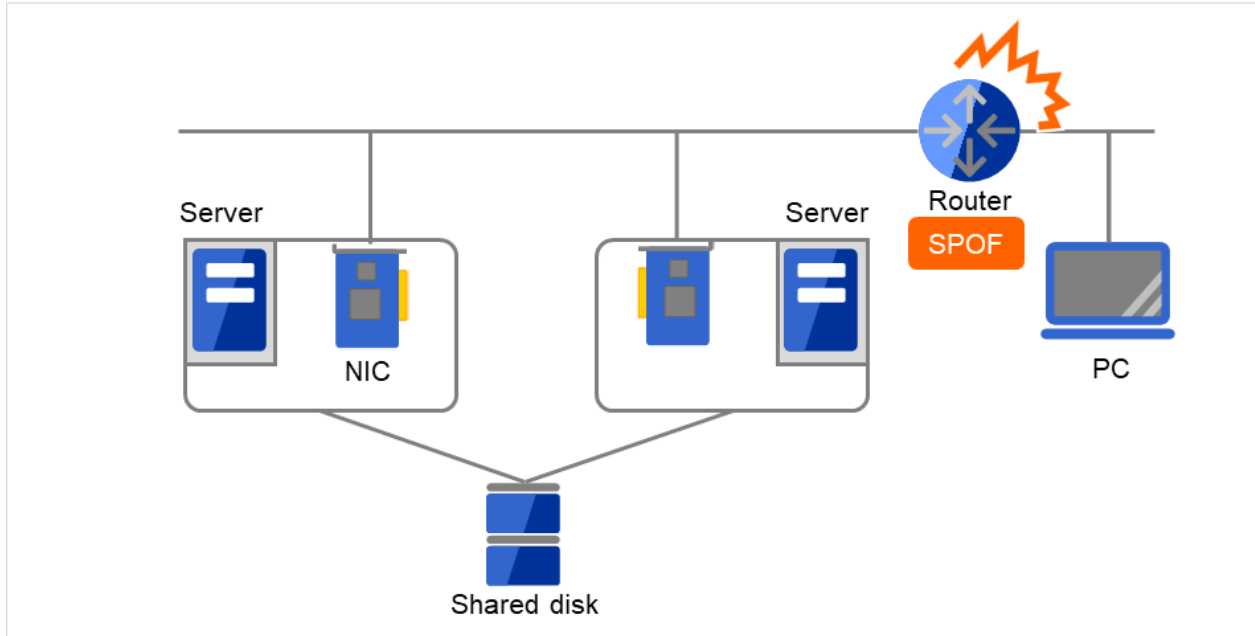 Server
Server
Router
SPOF
NIC
PC
Shared disk